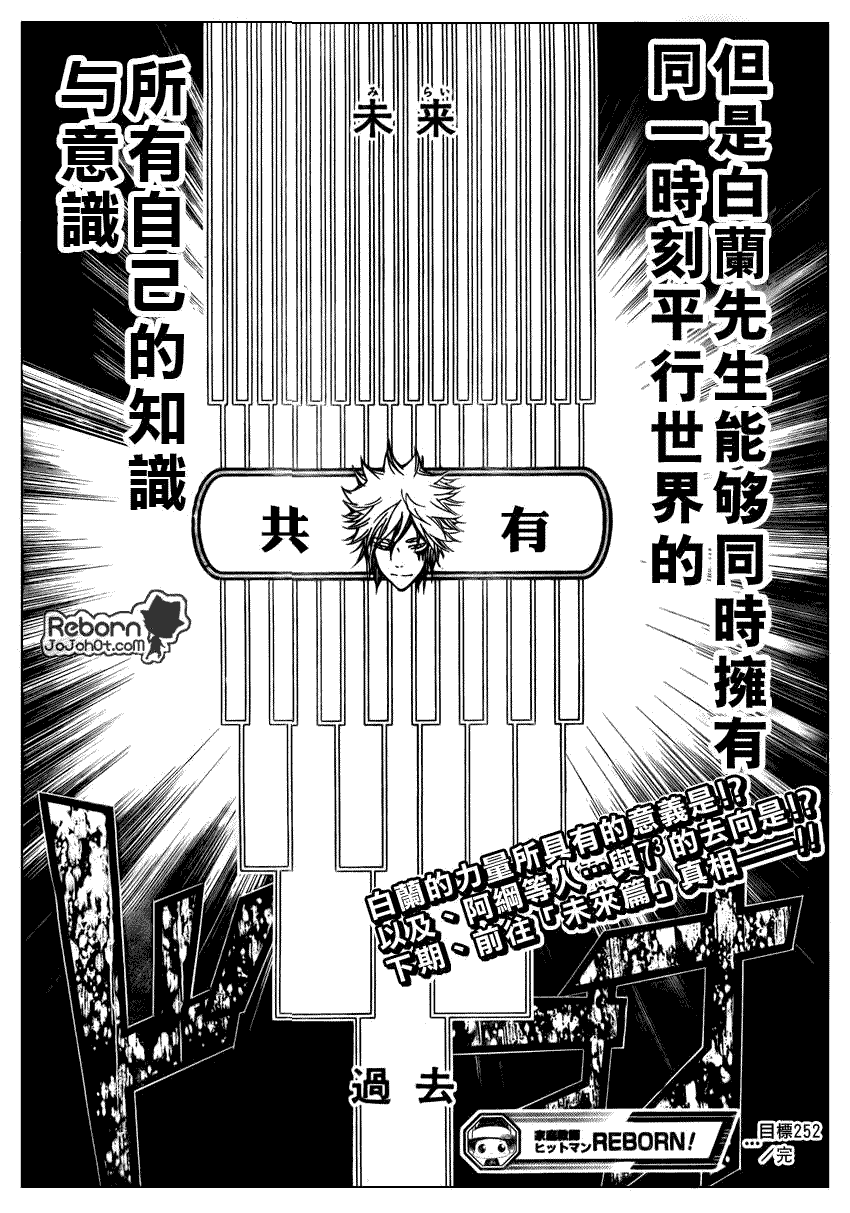 但是白蘭先生能够同時擁有
同一時刻平行世界的
所有自己的知識
与意識
みらい
未来
共有
Reborn
JoJoHOt.com
白蘭的力量所具有的意義是!?
以及、阿綱等人…與7³的去向是!?
下期、前往「未來篇」真相——!!
過去
家庭教師
ヒットマンREBORN!
…目標252
/完